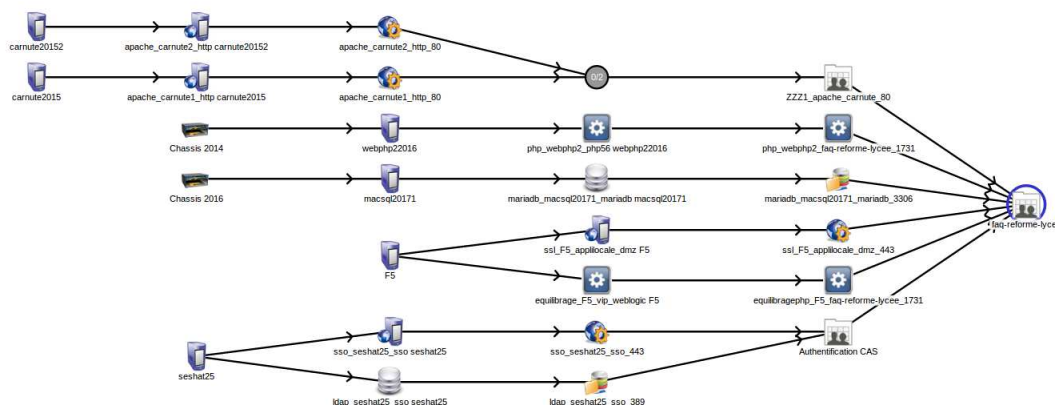 carnute20152
apache_carnute2_http carnute20152
apache_carnute2_http_80
0/2
carnute2015
apache_carnute1_http carnute2015
apache_carnute1_http_80
ZZZ1_apache_carnute_80
Chassis 2014
webphp22016
php_webphp2_php56 webphp22016
php_webphp2_faq-reforme-lycee_1731
Chassis 2016
macsql20171
mariadb_macsql20171_mariadb macsql20171
mariadb_macsql20171_mariadb_3306
faq-reforme-lyce
F5
ssl_F5_applilocale_dmz F5
ssl_F5_applilocale_dmz_443
equilibrage_F5_vip_weblogic F5
equilibragephp_F5_faq-reforme-lycee_1731
seshat25
sso_seshat25_sso seshat25
sso_seshat25_sso_443
Authentification CAS
ldap_seshat25_sso seshat25
ldap_seshat25_sso_389